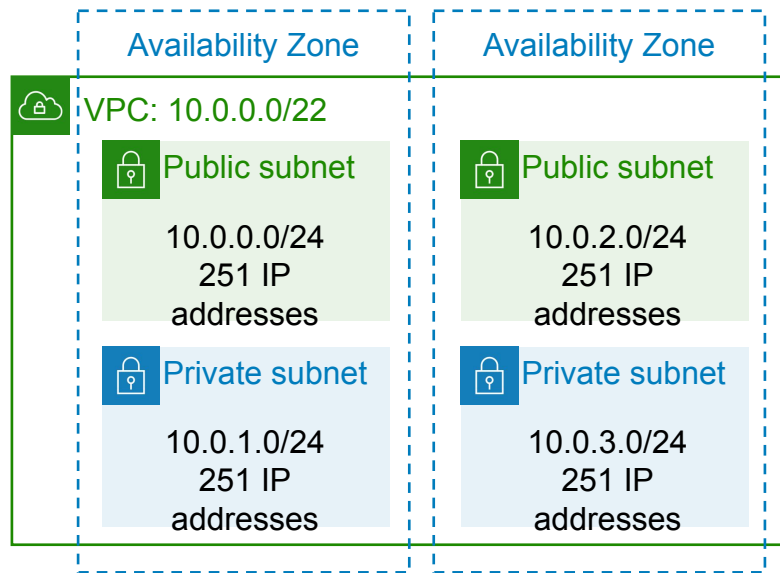 Availability Zone
Availability Zone
VPC: 10.0.0.0/22
Public subnet
10.0.0.0/24
251 IP
addresses
Public subnet
10.0.2.0/24
251 IP
addresses
Private subnet
10.0.1.0/24
251 IP
addresses
Private subnet
10.0.3.0/24
251 IP
addresses